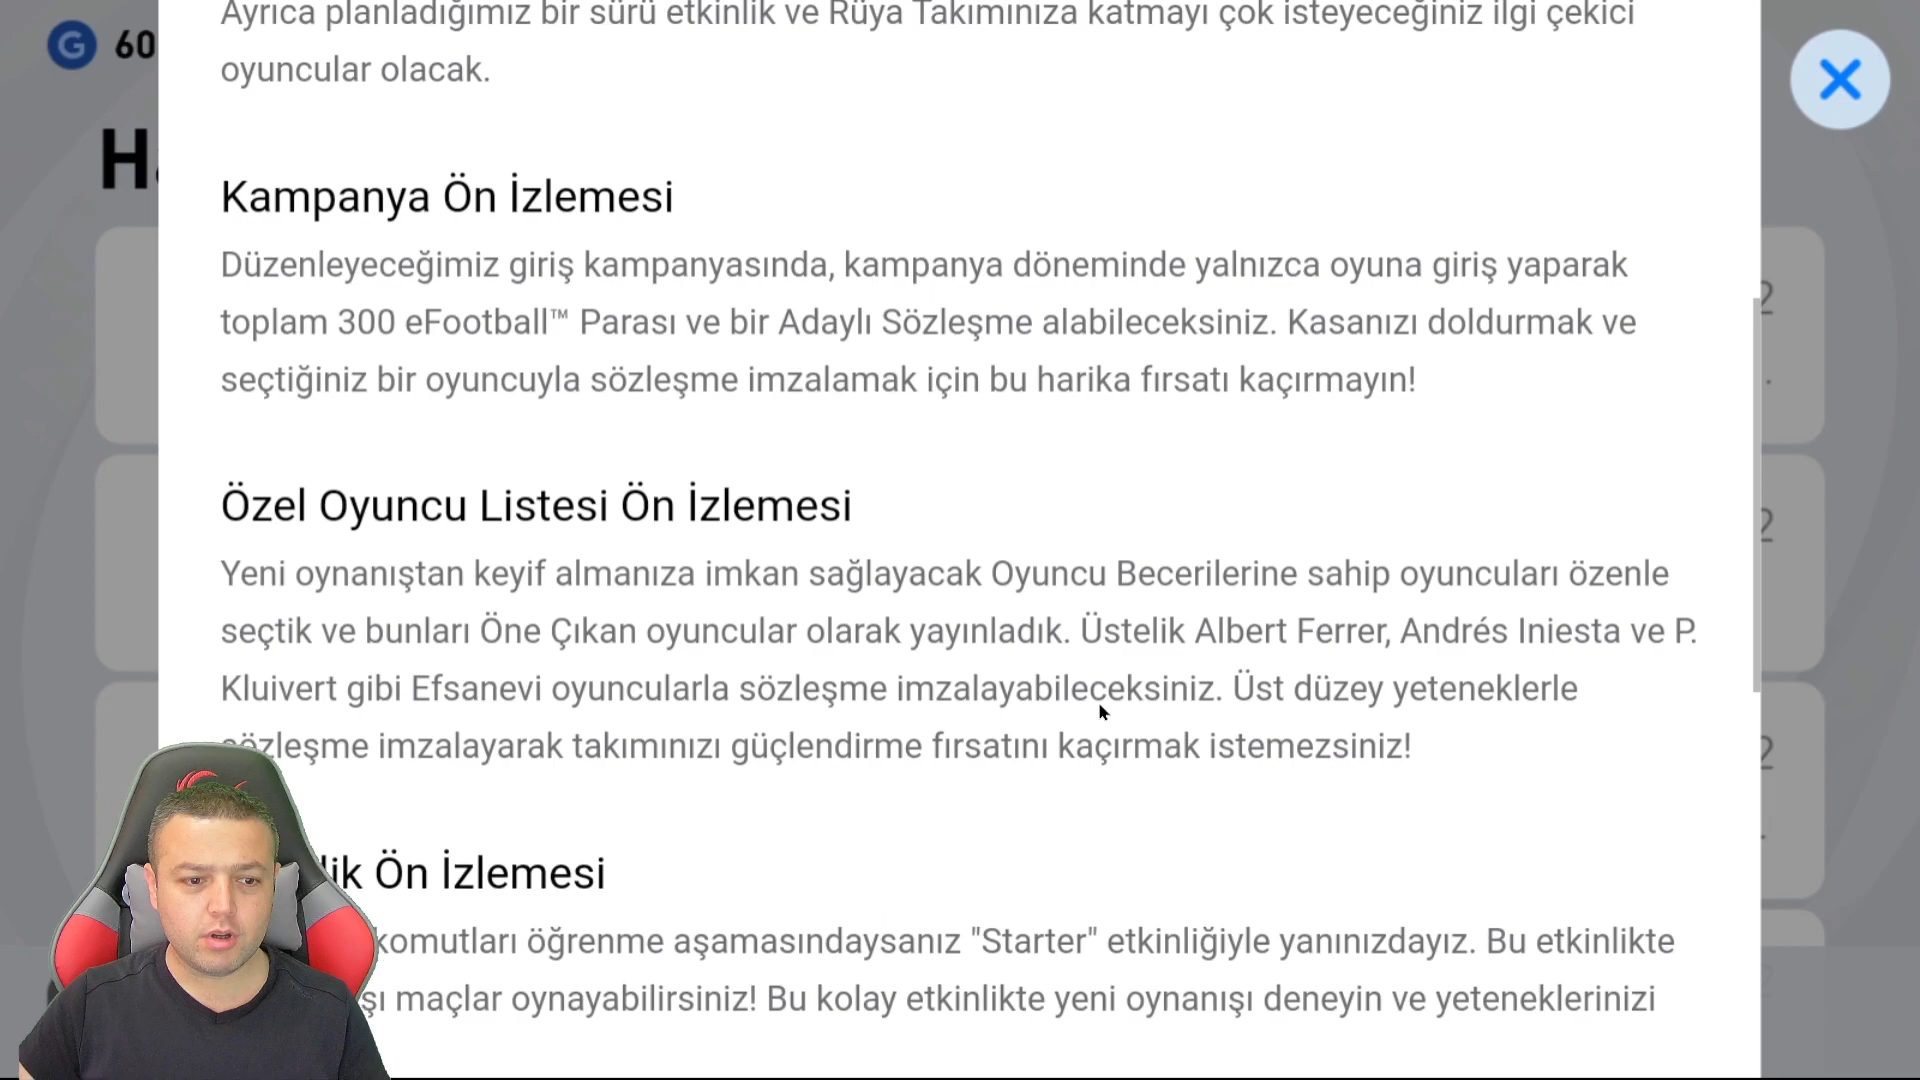 Ayrıca planladığımız bir sürü etkinlik ve Rüya Takımınıza katmayı çok isteyeceğiniz ilgi çekici
oyuncular olacak.
G 60
Kampanya Ön İzlemesi
Düzenleyeceğimiz giriş kampanyasında, kampanya döneminde yalnızca oyuna giriş yaparak
toplam 300 eFootball™ Parası ve bir Adaylı Sözleşme alabileceksiniz. Kasanızı doldurmak ve
seçtiğiniz bir oyuncuyla sözleşme imzalamak için bu harika fırsatı kaçırmayın!
Özel Oyuncu Listesi Ön İzlemesi
Yeni oynanıştan keyif almanıza imkan sağlayacak Oyuncu Becerilerine sahip oyuncuları özenle
seçtik ve bunları Öne Çıkan oyuncular olarak yayınladık. Üstelik Albert Ferrer, Andrés Iniesta ve P.
Kluivert gibi Efsanevi oyuncularla sözleşme imzalayabileceksiniz. Üst düzey yeteneklerle
sözleşme imzalayarak takımınızı güçlendirme fırsatını kaçırmak istemezsiniz!
Ön İzlemesi
komutları öğrenme aşamasındaysanız "Starter" etkinliğiyle yanınızdayız. Bu etkinlikte
maçlar oynayabilirsiniz! Bu kolay etkinlikte yeni oynanışı deneyin ve yeteneklerinizi